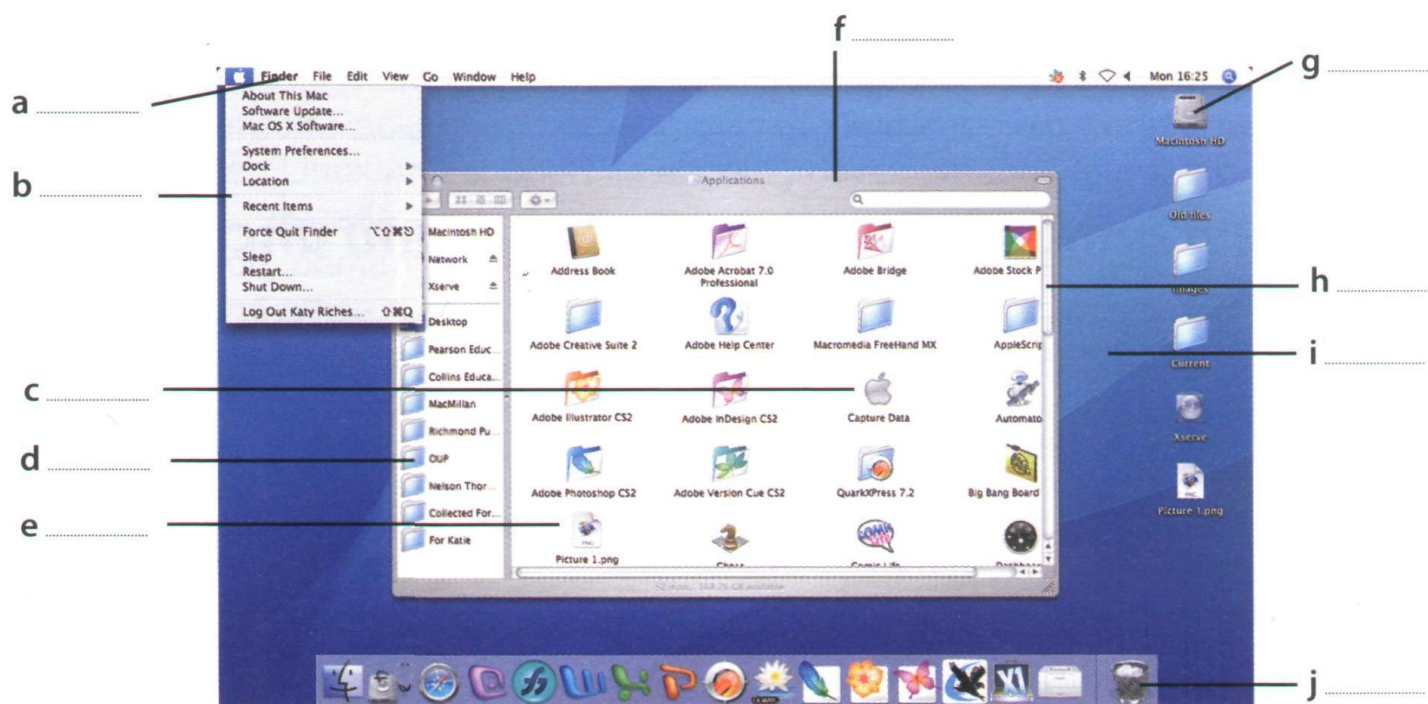 f
g
Finder File Edit View Go Window Help
Mon 16:25
a
About This Mac
Software Update...
Mac OS X Software...
Macintosh HD
b
System Preferences...
Dock
Location
Recent Items
Force Quit Finder ⌥⇧⌘⎋
Sleep
Restart...
Shut Down...
Log Out Katy Riches... ⇧⌘Q
Applications
Old files
Images
Current
Xserve
PNG
Picture 1.png
h
i
Macintosh HD
Network
Xserve
Desktop
Pearson Educ...
Collins Educa...
MacMillan
Richmond Pu...
OUP
Nelson Thor...
Collected For...
For Katie
Address Book
Adobe Acrobat 7.0
Professional
Adobe Bridge
Adobe Stock P
Adobe Creative Suite 2
Adobe Help Center
Macromedia FreeHand MX
AppleScrip
Adobe Illustrator CS2
Adobe InDesign CS2
Capture Data
Automato
Adobe Photoshop CS2
Adobe Version Cue CS2
QuarkXPress 7.2
Big Bang Board
PNG
Picture 1.png
Chess
Comic Life
Dashboar
c
d
e
available
j